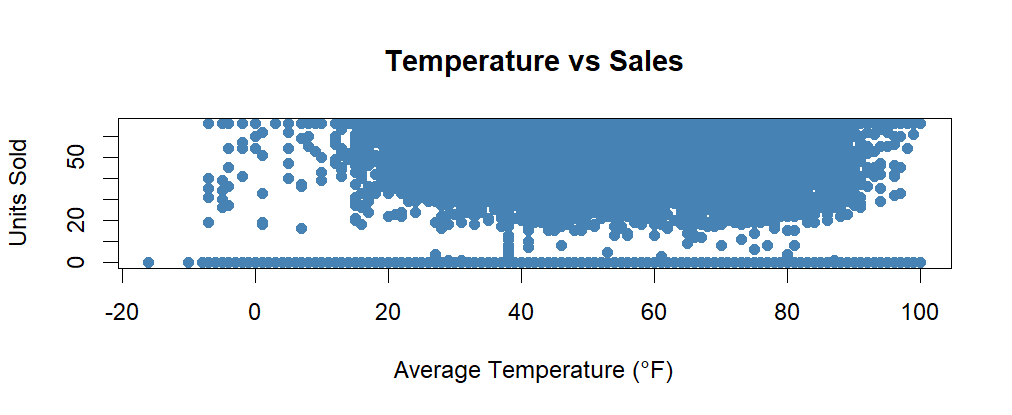 Temperature vs Sales
Units Sold
50
20
0
-20 0 20 40 60 80 100
Average Temperature (°F)